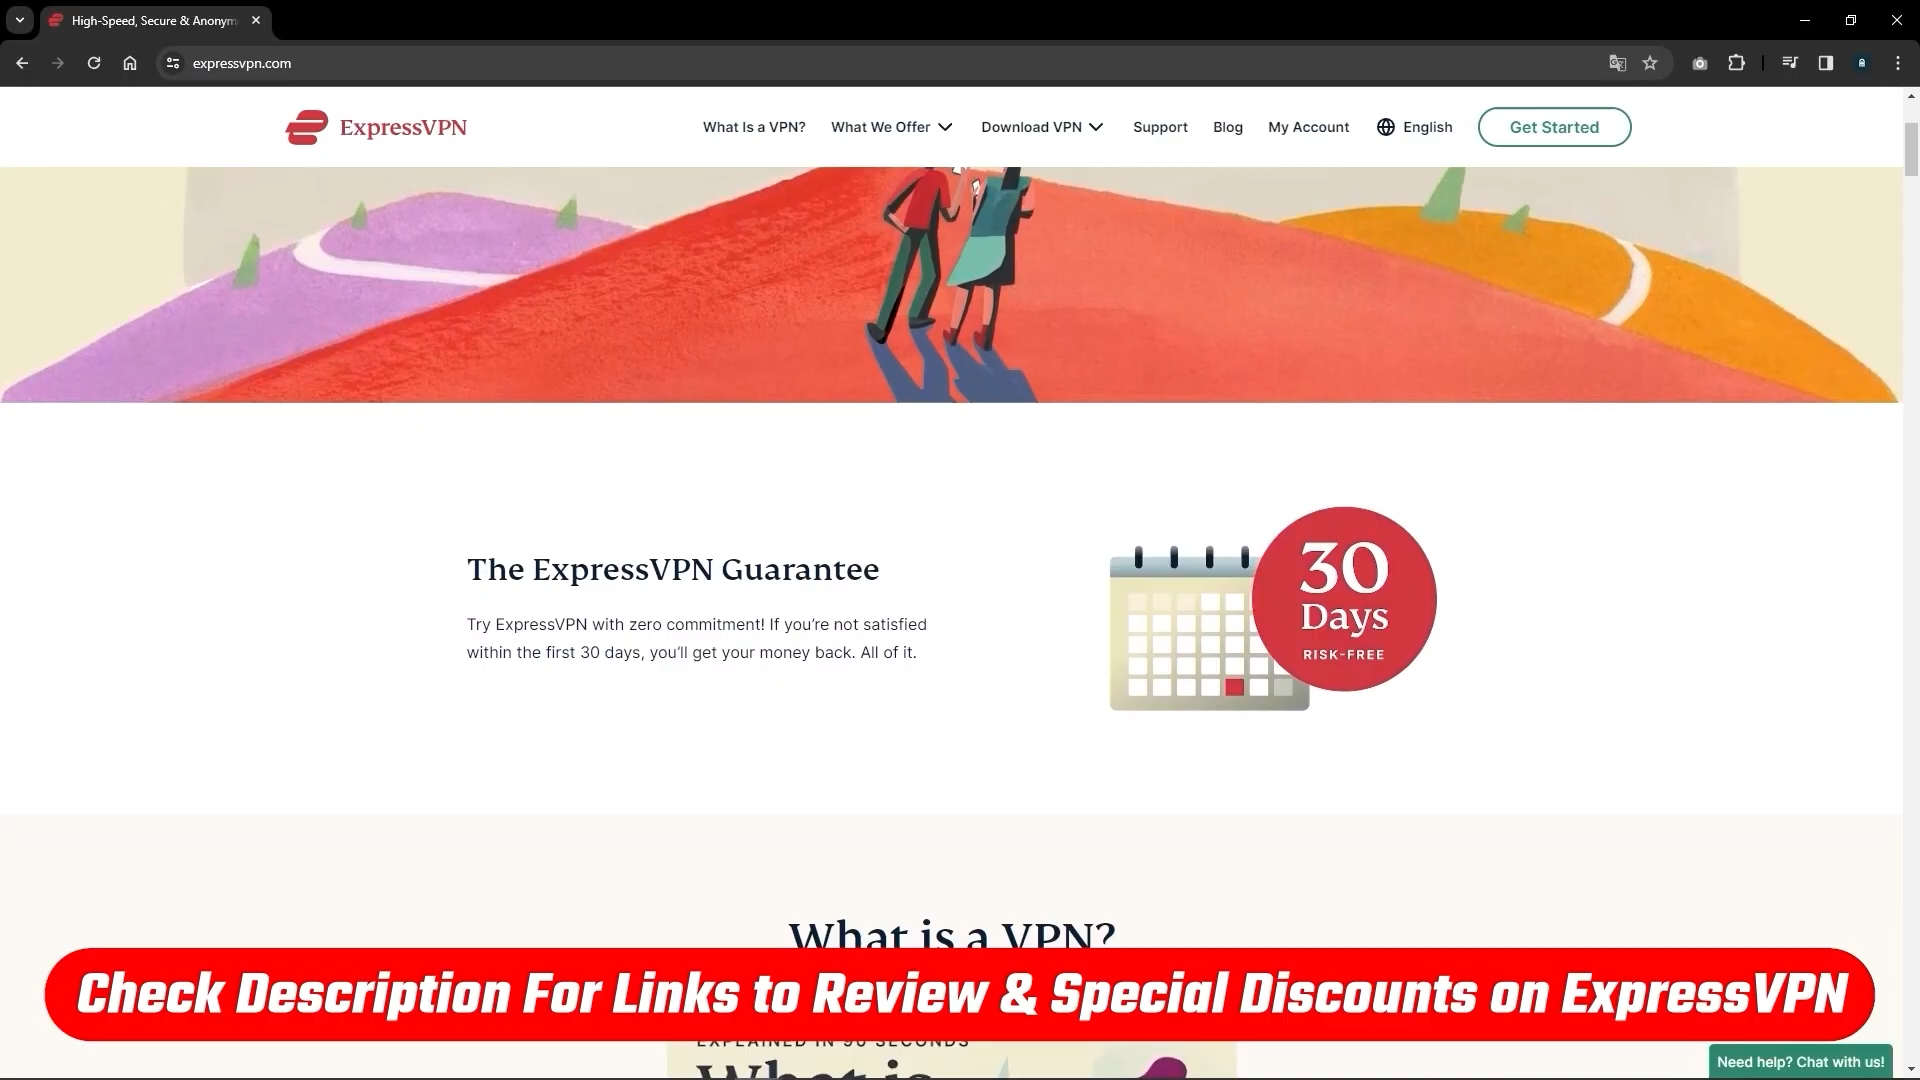 High-Speed, Secure & Anonym
expressvpn.com
ExpressVPN
What Is a VPN?
What We Offer
Download VPN
Support
Blog
My Account
English
Get Started
The ExpressVPN Guarantee
Try ExpressVPN with zero commitment! If you’re not satisfied
within the first 30 days, you’ll get your money back. All of it.
30
Days
RISK-FREE
What is a VPN?
Check Description For Links to Review & Special Discounts on ExpressVPN
EXPLAINED IN 90 SECONDS
What is
Need help? Chat with us!